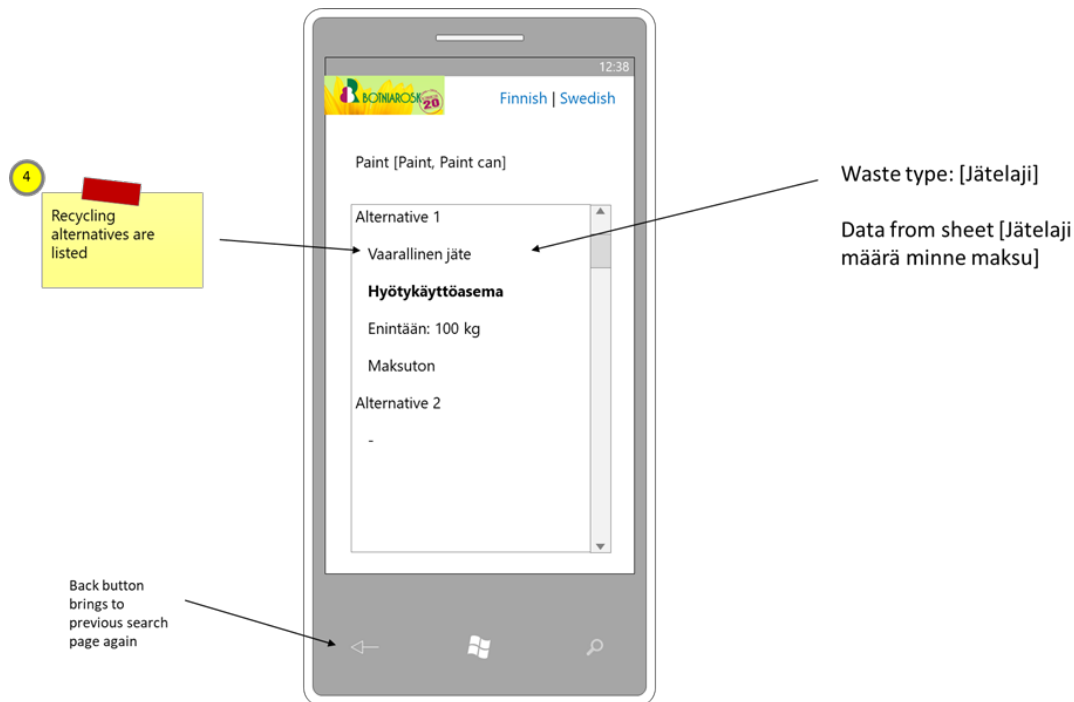 12:38
BOTNIAROSK
20
Finnish | Swedish
Paint [Paint, Paint can]
4
Recycling
alternatives are
listed
Alternative 1
Vaarallinen jäte
Hyötykäyttöasema
Enintään: 100 kg
Maksuton
Alternative 2
-
Waste type: [Jätelaji]
Data from sheet [Jätelaji
määrä minne maksu]
Back button
brings to
previous search
page again